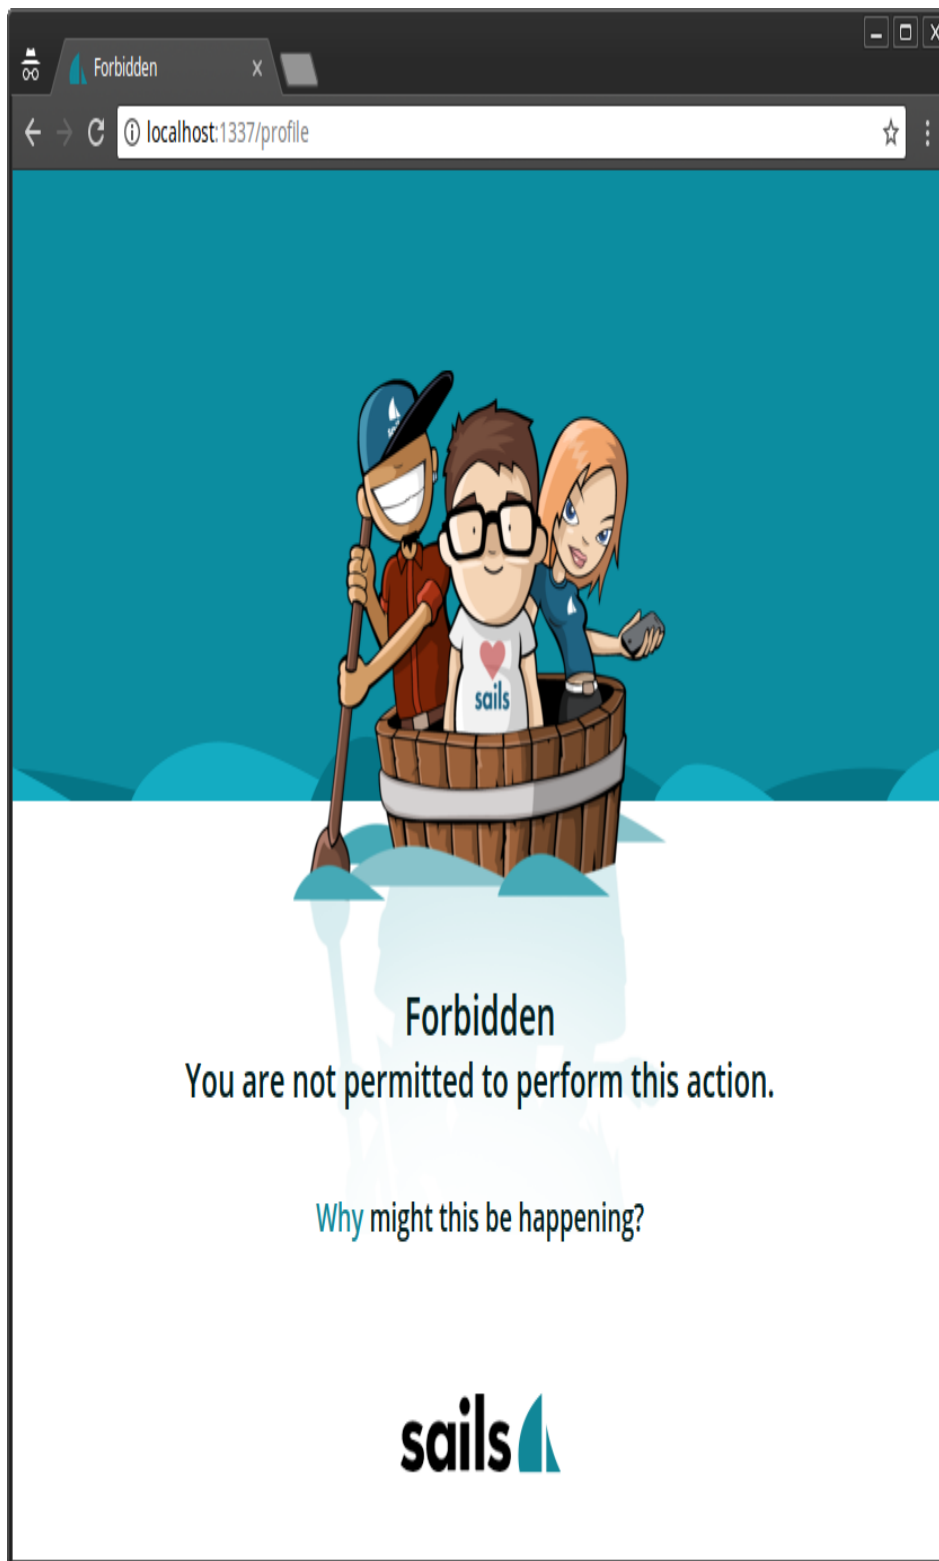 Forbidden
localhost:1337/profile
sails
Forbidden
You are not permitted to perform this action.
Why might this be happening?
sails